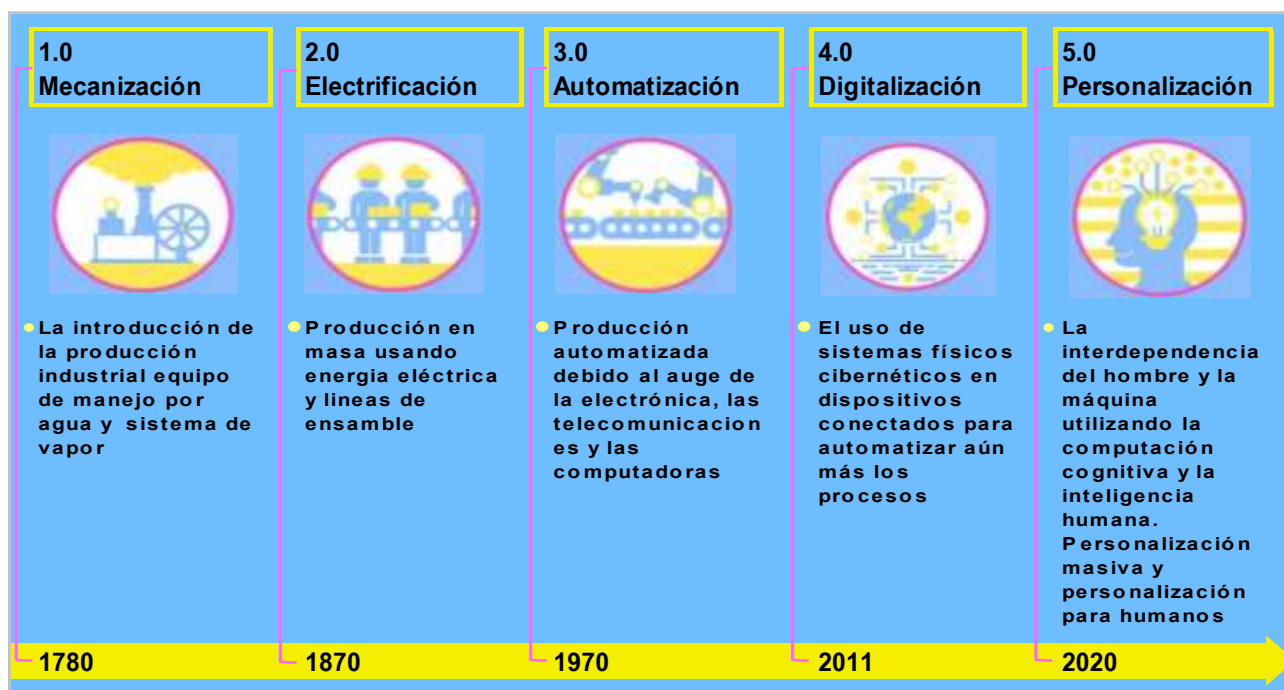 1.0
Mecanización
2.0
Electrificación
3.0
Automatización
4.0
Digitalización
5.0
Personalización
La introducción de
la producción
industrial equipo
de manejo por
agua y sistema de
vapor
Producción en
masa usando
energia eléctrica
y lineas de
ensamble
Producción
automatizada
debido al auge de
la electrónica, las
telecomunicacion
es y las
computadoras
El uso de
sistemas físicos
cibernéticos en
dispositivos
conectados para
automatizar aún
más los
procesos
La
interdependencia
del hombre y la
máquina
utilizando la
computación
cognitiva y la
inteligencia
humana.
Personalización
masiva y
personalización
para humanos
1780
1870
1970
2011
2020